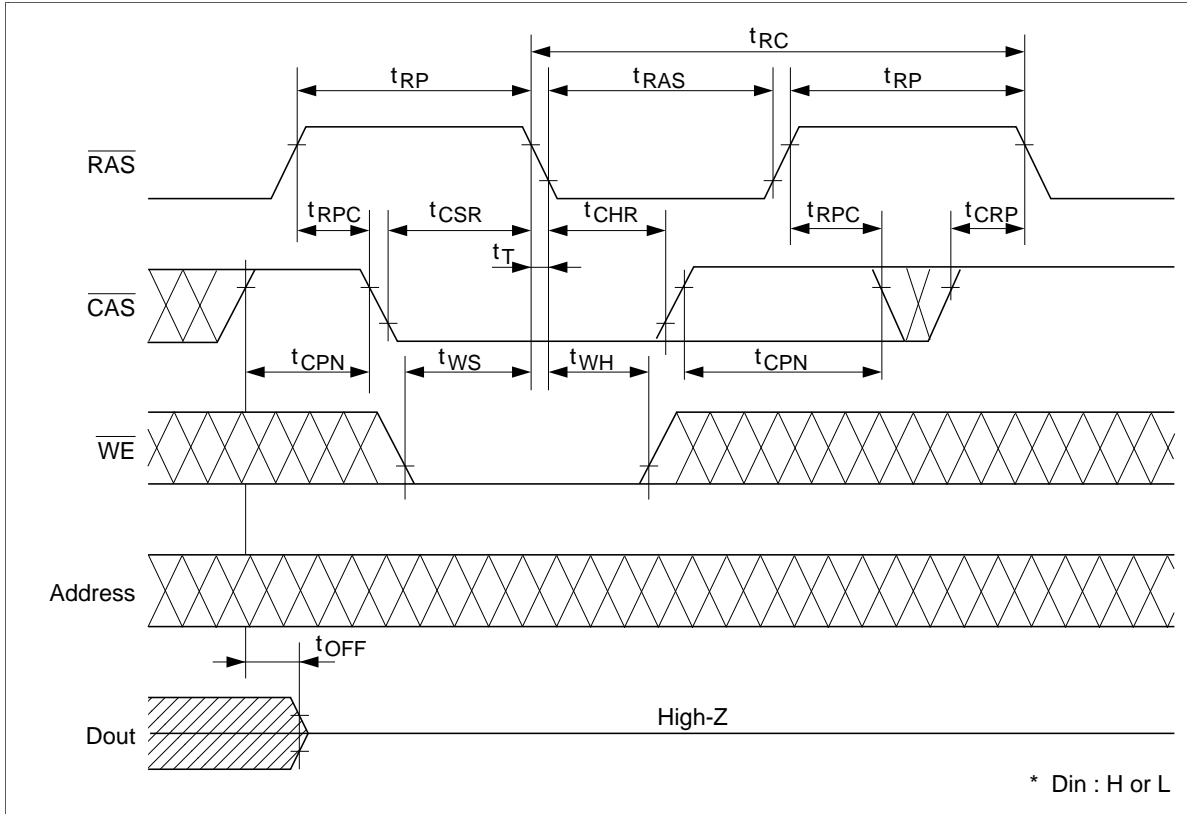 tRC
tRP tRAS tRP
RAS
tRPC tCSR tCHR tRPC tCRP
tT
CAS
tCPN tWS tWH tCPN
WE
Address
tOFF
High-Z
Dout
* Din : H or L